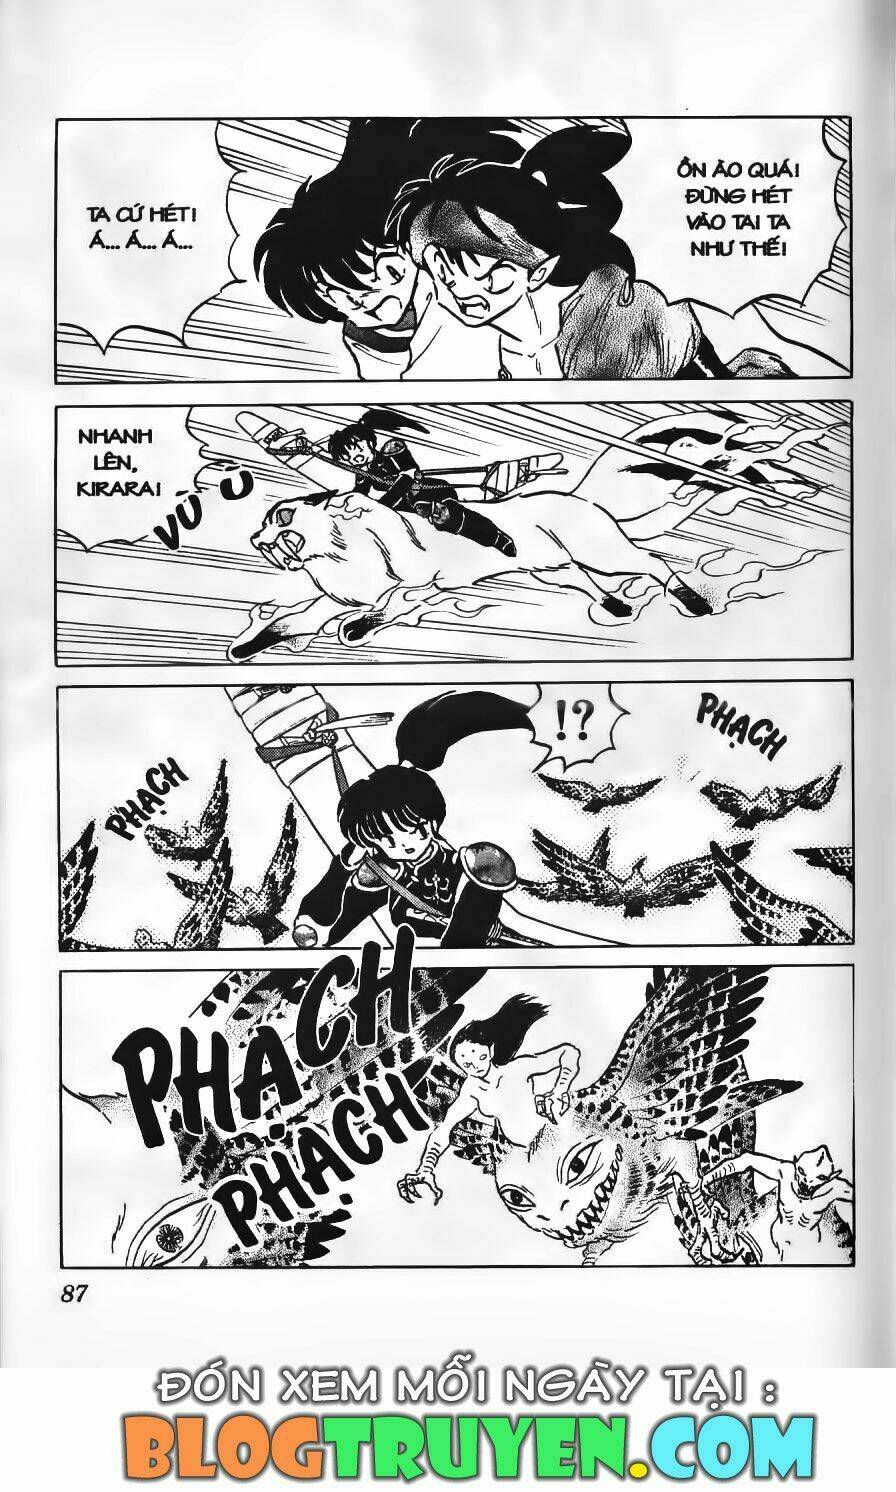 ỒN ÀO QUÁ!
ĐỪNG HÉT
VÀO TAI TA
NHƯ THẾ!
TA CỨ HÉT!
Á... Á... Á...
NHANH
LÊN,
KIRARA!
VÙ Ù
!?
PHẠCH
PHẠCH
PHẠCH
PHẠCH
87
ĐÓN XEM MỖI NGÀY TẠI :
BLOGTRUYEN.COM